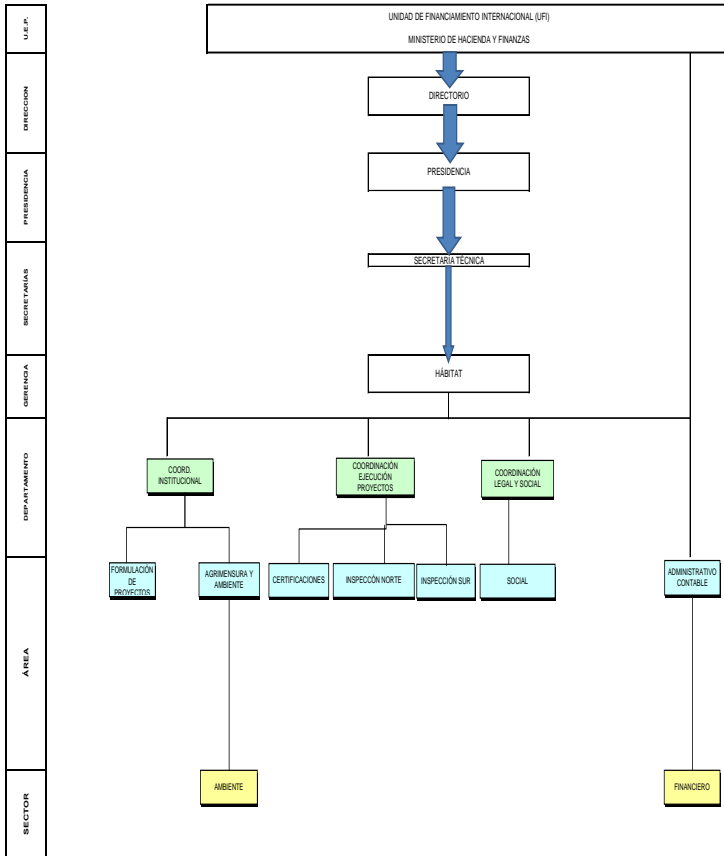 U.E.P.
UNIDAD DE FINANCIAMIENTO INTERNACIONAL (UFI)
MINISTERIO DE HACIENDA Y FINANZAS
DIRECCION
DIRECTORIO
PRESIDENCIA
PRESIDENCIA
SECRETARÍAS
SECRETARÍA TÉCNICA
GERENCIA
HÁBITAT
DEPARTAMENTO
COORD.
INSTITUCIONAL
COORDINACIÓN
EJECUCIÓN
PROYECTOS
COORDINACIÓN
LEGAL Y SOCIAL
ÁREA
FORMULACIÓN
DE
PROYECTOS
AGRIMENSURA Y
AMBIENTE
CERTIFICACIONES
INSPECCÓN NORTE
INSPECCIÓN SUR
SOCIAL
ADMINISTRATIVO
CONTABLE
SECTOR
AMBIENTE
FINANCIERO